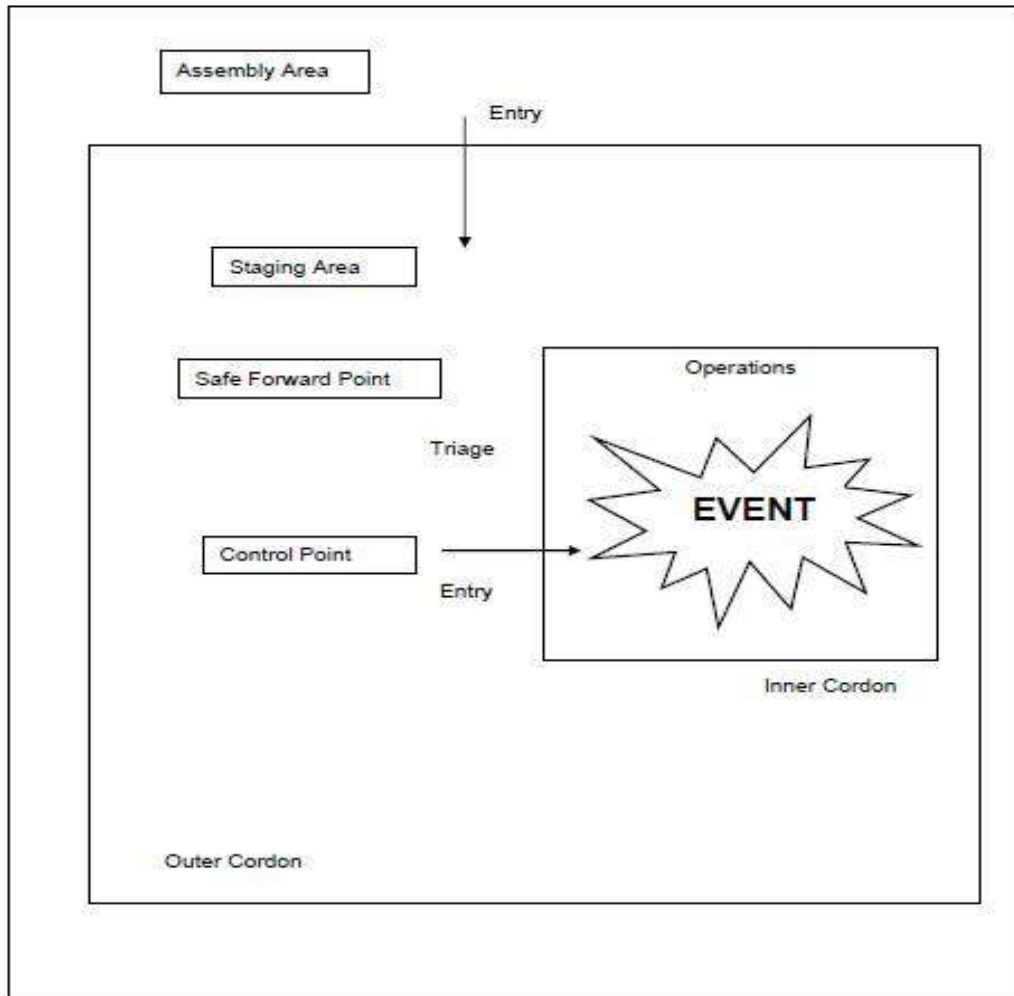 Assembly Area
Entry
Staging Area
Safe Forward Point
Operations
Triage
EVENT
Control Point
Entry
Inner Cordon
Outer Cordon